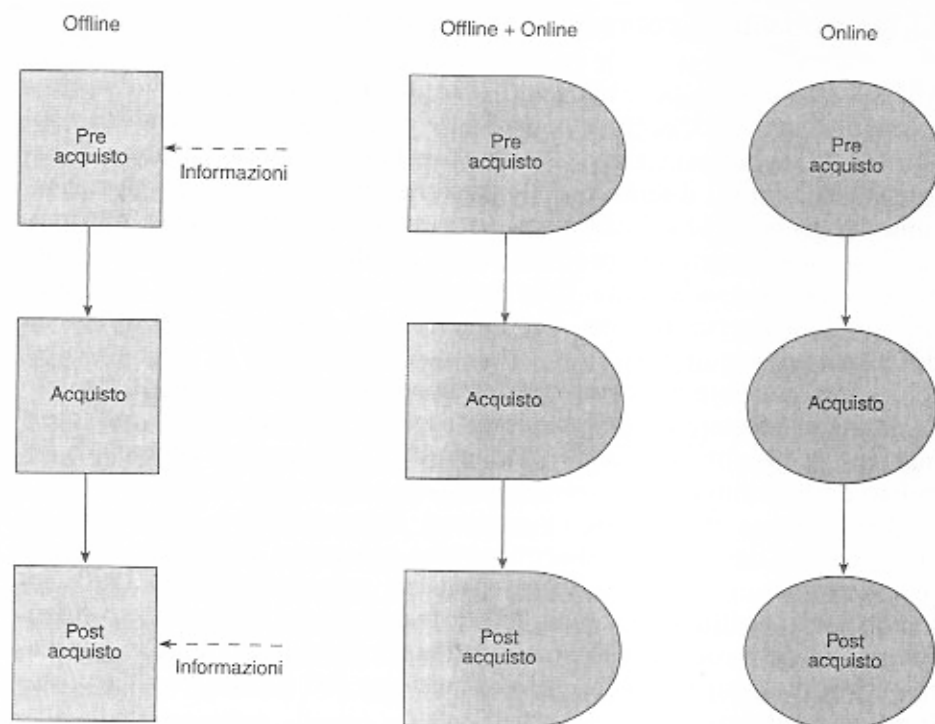 Offline
Offline + Online
Online
Pre
acquisto
Informazioni
Pre
acquisto
Pre
acquisto
Acquisto
Acquisto
Acquisto
Post
acquisto
Informazioni
Post
acquisto
Post
acquisto